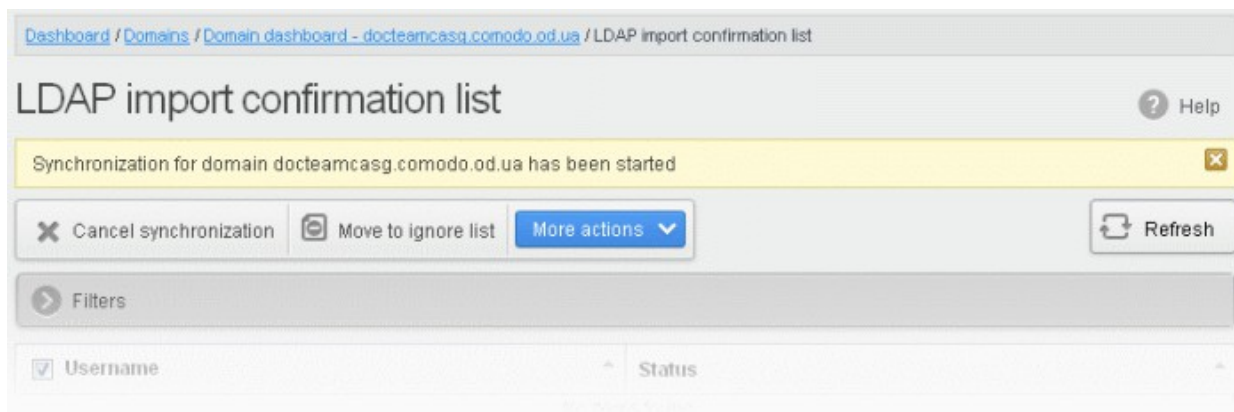 Dashboard / Domains / Domain dashboard - docteamcasg.comodo.od.ua / LDAP import confirmation list
LDAP import confirmation list
Help
Synchronization for domain docteamcasg.comodo.od.ua has been started
Cancel synchronization
Move to ignore list
More actions
Refresh
Filters
Username
Status